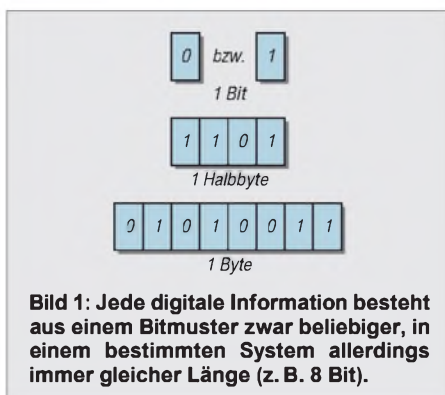 0 bzw. 1
1 Bit
1 1 0 1
1 Halbbyte
0 1 0 1 0 0 1 1
1 Byte
Bild 1: Jede digitale Information besteht
aus einem Bitmuster zwar beliebiger, in
einem bestimmten System allerdings
immer gleicher Länge (z. B. 8 Bit).